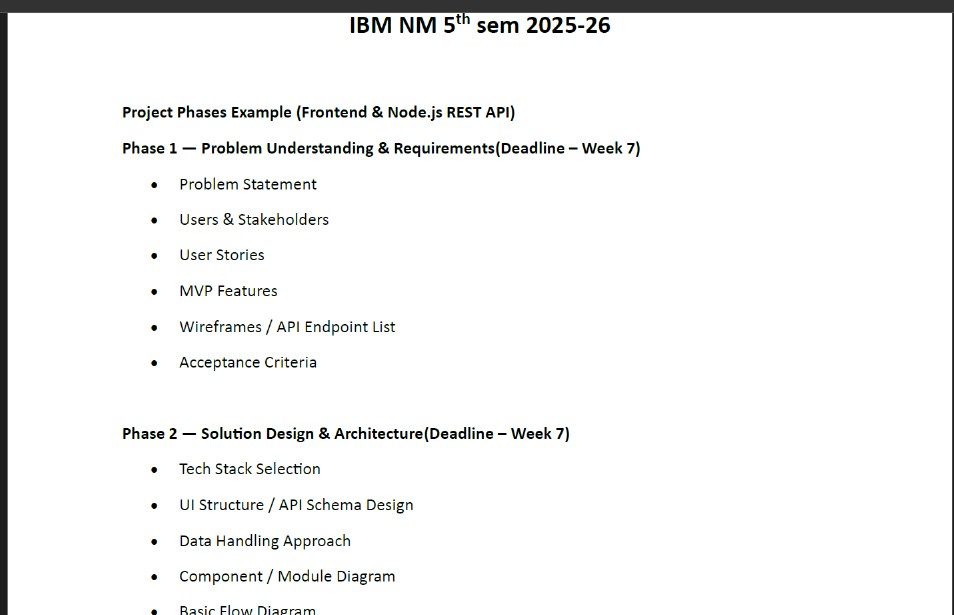 IBM NM 5th sem 2025-26
Project Phases Example (Frontend & Node.js REST API)
Phase 1 — Problem Understanding & Requirements(Deadline – Week 7)
• Problem Statement
• Users & Stakeholders
• User Stories
• MVP Features
• Wireframes / API Endpoint List
• Acceptance Criteria
Phase 2 — Solution Design & Architecture(Deadline – Week 7)
• Tech Stack Selection
• UI Structure / API Schema Design
• Data Handling Approach
• Component / Module Diagram
• Basic Flow Diagram